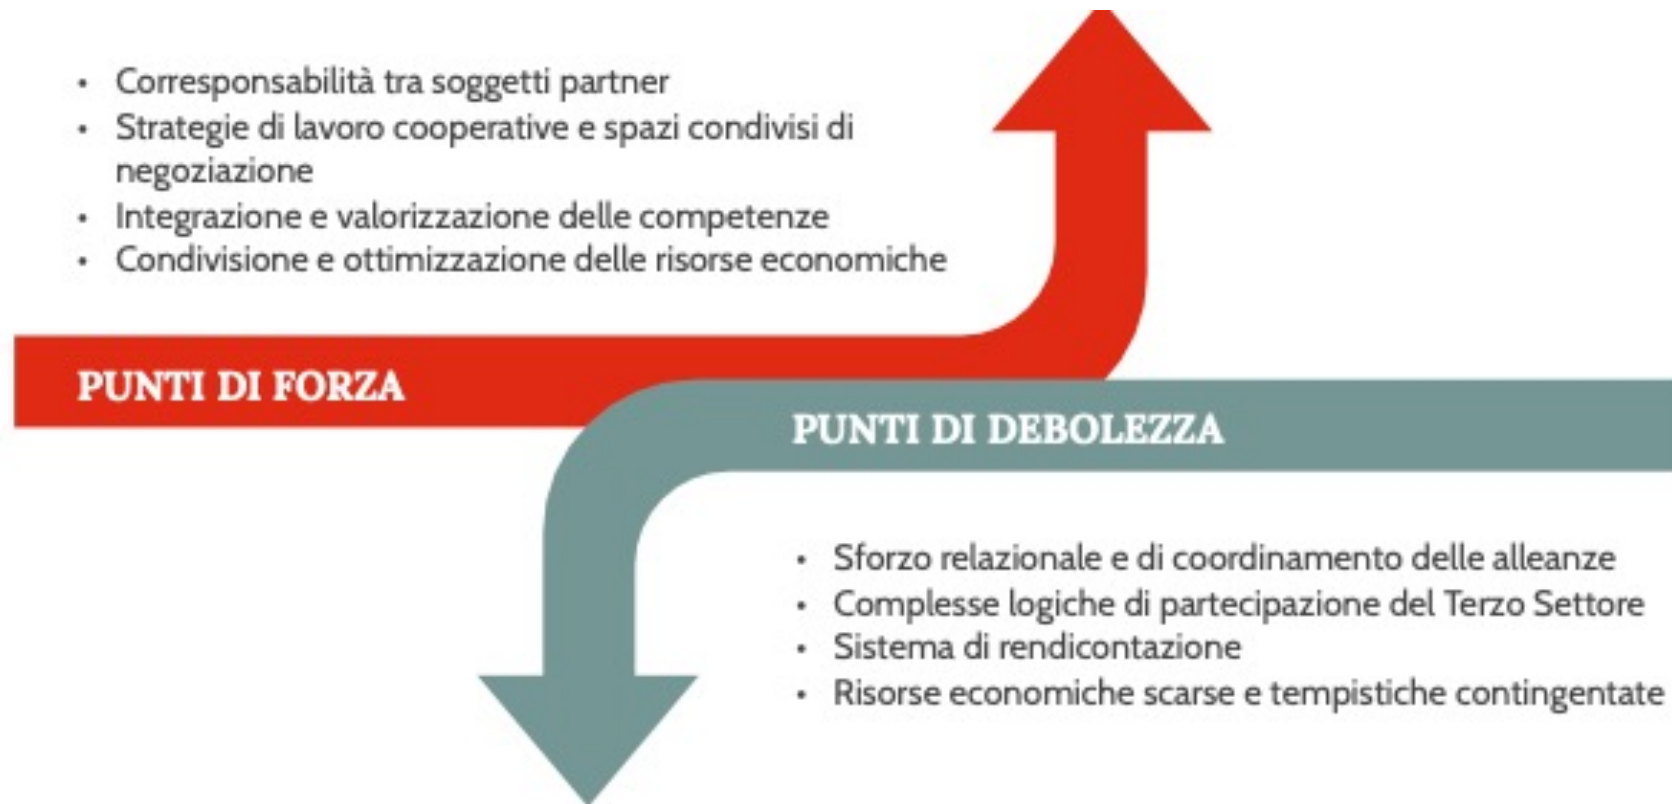 • Corresponsabilità tra soggetti partner
• Strategie di lavoro cooperative e spazi condivisi di
negoziazione
• Integrazione e valorizzazione delle competenze
• Condivisione e ottimizzazione delle risorse economiche
PUNTI DI FORZA
PUNTI DI DEBOLEZZA
• Sforzo relazionale e di coordinamento delle alleanze
• Complesse logiche di partecipazione del Terzo Settore
• Sistema di rendicontazione
• Risorse economiche scarse e tempistiche contingentate